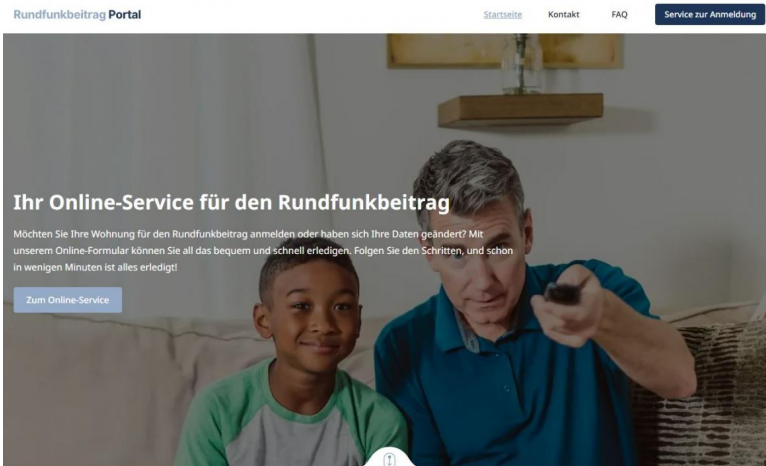 Rundfunkbeitrag Portal
Startseite Kontakt FAQ Service zur Anmeldung
Ihr Online-Service für den Rundfunkbeitrag
Möchten Sie Ihre Wohnung für den Rundfunkbeitrag anmelden oder haben sich Ihre Daten geändert? Mit
unserem Online-Formular können Sie all das bequem und schnell erledigen. Folgen Sie den Schritten, und schon
in wenigen Minuten ist alles erledigt!
Zum Online-Service